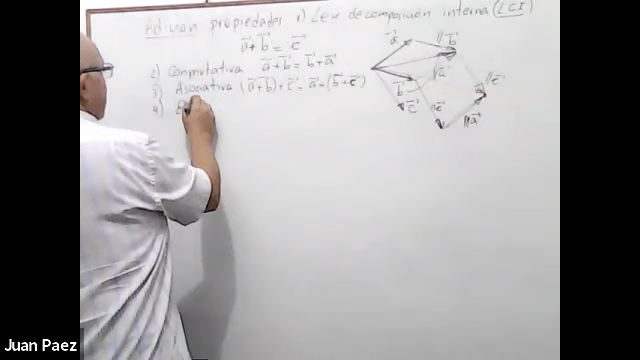 Adición propiedades 1) Ley de composición interna (LCI)
a⃗ + b⃗ = c⃗
2) Conmutativa a⃗ + b⃗ = b⃗ + a⃗
3) Asociativa (a⃗ + b⃗) + c⃗ = a⃗ = (b⃗ + c⃗)
4)
a⃗
// b⃗
// a⃗
// c⃗
b⃗
c⃗
// c⃗
// a⃗
Juan Paez